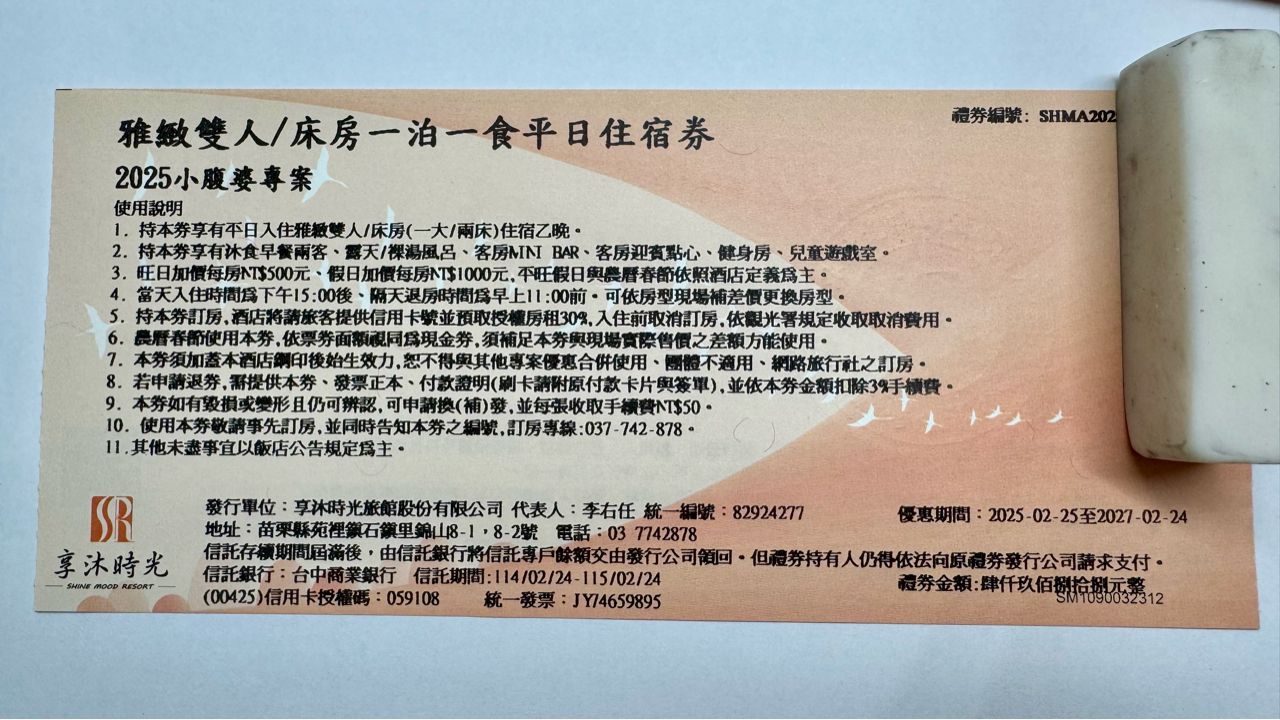 雅緻雙人/床房一泊一食平日住宿券
禮券編號: SHMA202
2025小腹婆專案
使用說明
1. 持本券享有平日入住雅緻雙人/床房(一大/兩床)住宿乙晚。
2. 持本券享有沐食早餐兩客、露天/裸湯風呂、客房MINI BAR、客房迎賓點心、健身房、兒童遊戲室。
3. 旺日加價每房NT$500元、假日加價每房NT$1000元,平旺假日與農曆春節依照酒店定義為主。
4. 當天入住時間為下午15:00後、隔天退房時間為早上11:00前。可依房型現場補差價更換房型。
5. 持本券訂房,酒店將請旅客提供信用卡號並預取授權房租30%,入住前取消訂房,依觀光署規定收取取消費用。
6. 農曆春節使用本券,依票券面額視同為現金券,須補足本券與現場實際售價之差額方能使用。
7. 本券須加蓋本酒店鋼印後始生效力,恕不得與其他專案優惠合併使用、團體不適用、網路旅行社之訂房。
8. 若申請退券,需提供本券、發票正本、付款證明(刷卡請附原付款卡片與簽單),並依本券金額扣除3%手續費。
9. 本券如有毀損或變形且仍可辨認,可申請換(補)發,並每張收取手續費NT$50。
10. 使用本券敬請事先訂房,並同時告知本券之編號,訂房專線:037-742-878。
11.其他未盡事宜以飯店公告規定為主。
SR
享沐時光
SHINE MOOD RESORT
發行單位:享沐時光旅館股份有限公司 代表人:李右任 統一編號:82924277
優惠期間:2025-02-25至2027-02-24
地址:苗栗縣苑裡鎮石鎮里錦山8-1,8-2號 電話:03 7742878
信託存續期間屆滿後,由信託銀行將信託專戶餘額交由發行公司領回。但禮券持有人仍得依法向原禮券發行公司請求支付。
信託銀行:台中商業銀行 信託期間:114/02/24-115/02/24
禮券金額:肆仟玖佰捌拾捌元整
(00425)信用卡授權碼:059108 統一發票:JY74659895
SM1090032312